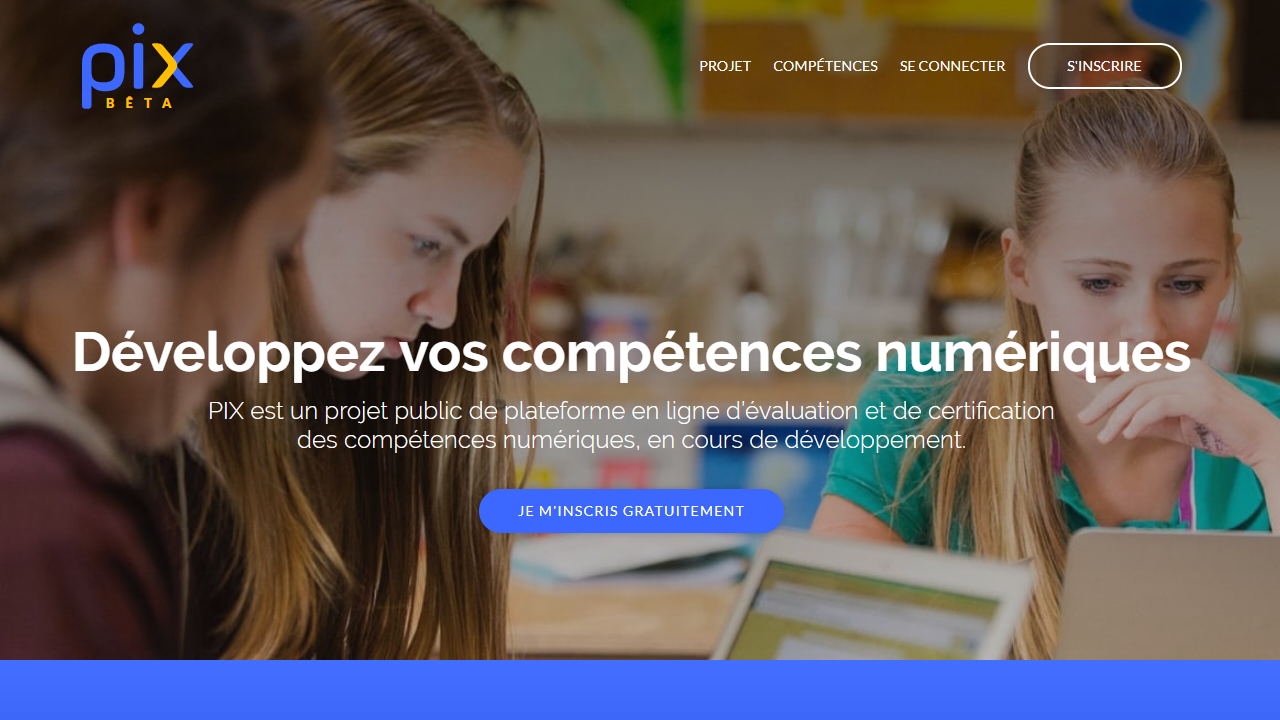 pix
BÊTA
PROJET
COMPÉTENCES
SE CONNECTER
S'INSCRIRE
Développez vos compétences numériques
PIX est un projet public de plateforme en ligne d'évaluation et de certification
des compétences numériques, en cours de développement.
JE M'INSCRIS GRATUITEMENT